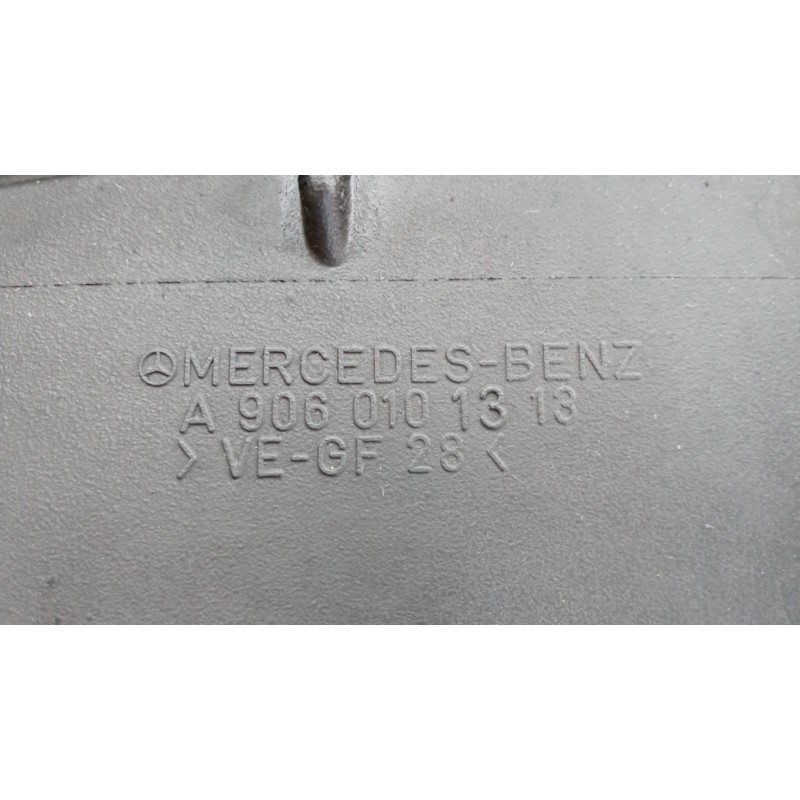 MERCEDES-BENZ
A 906 010 13 13
>VE-GF 28<